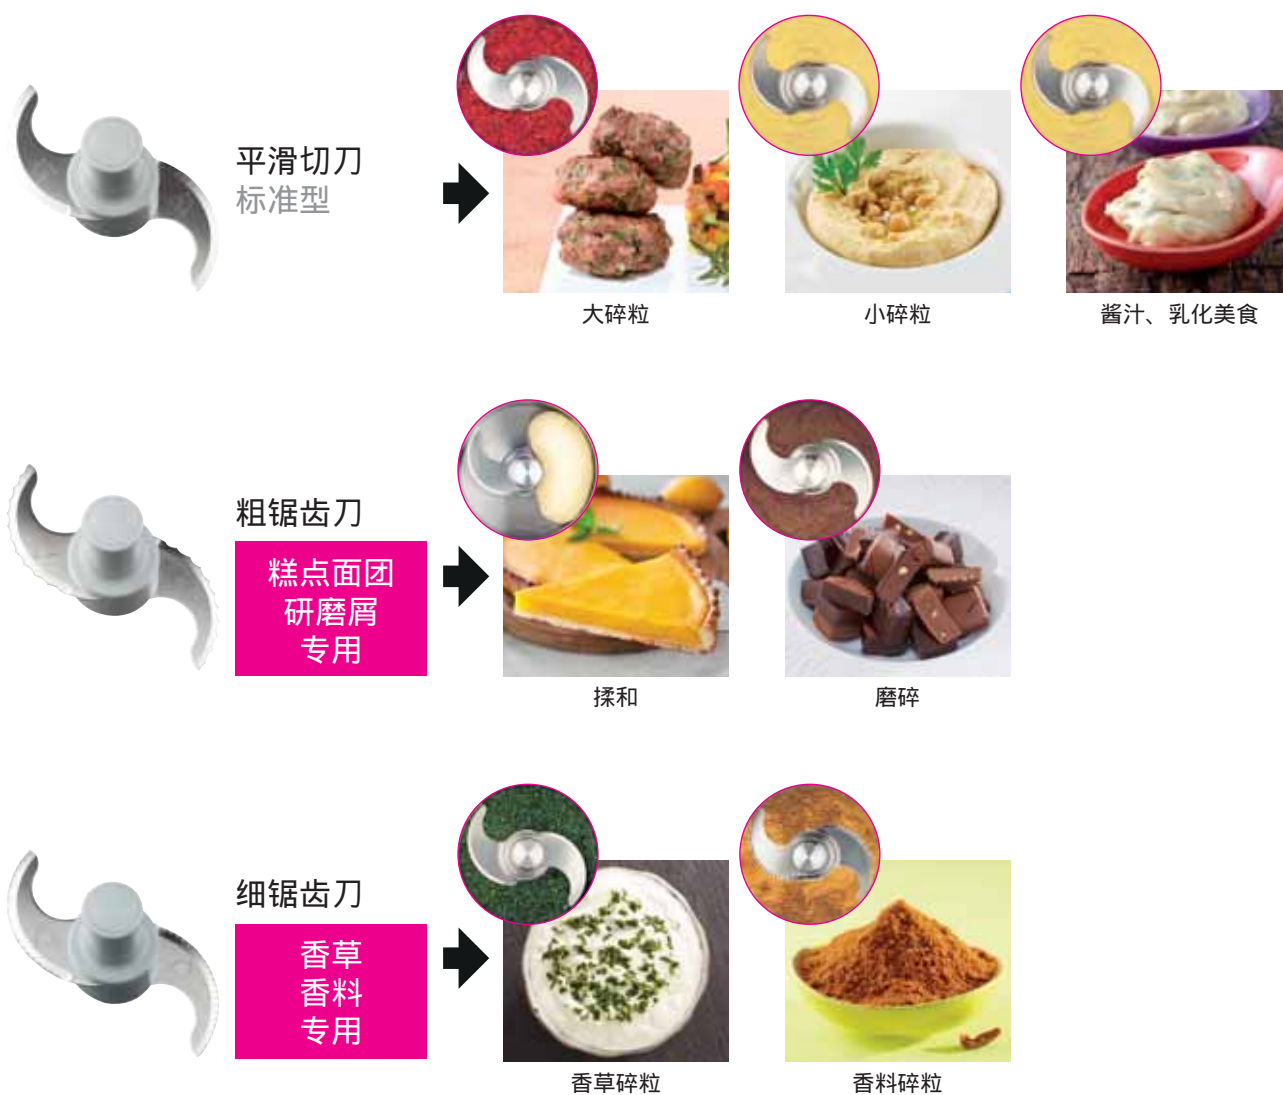 平滑切刀
标准型
大碎粒
小碎粒
酱汁、乳化美食
粗锯齿刀
糕点面团
研磨屑
专用
揉和
磨碎
细锯齿刀
香草
香料
专用
香草碎粒
香料碎粒